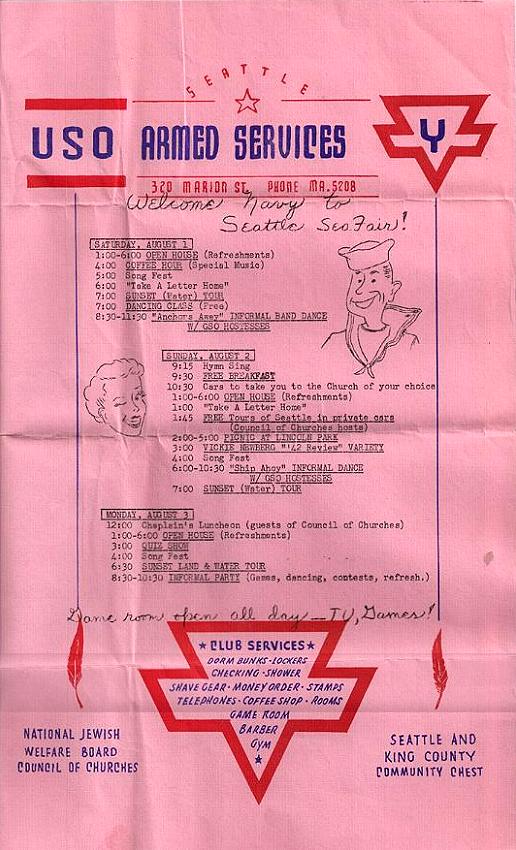 SEATTLE
USO ARMED SERVICES Y
320 MARION ST. PHONE MA. 5208
Welcome Navy to
Seattle SeaFair!
SATURDAY, AUGUST 1
1:00-6:00 OPEN HOUSE (Refreshments)
4:00 COFFEE HOUR (Special Music)
5:00 Song Fest
6:00 "Take A Letter Home"
7:00 SUNSET (Water) TOUR
7:00 DANCING CLASS (Free)
8:30-11:30 "Anchors Away" INFORMAL BAND DANCE
W/ GSO HOSTESSES
SUNDAY, AUGUST 2
9:15 Hymn Sing
9:30 FREE BREAKFAST
10:30 Cars to take you to the Church of your choice
1:00-6:00 OPEN HOUSE (Refreshments)
1:00 "Take A Letter Home"
1:45 FREE Tours of Seattle in private cars
(Council of Churches hosts)
2:00-5:00 PICNIC AT LINCOLN PARK
3:00 VICKIE NEWBERG "'42 Review" VARIETY
4:00 Song Fest
6:00-10:30 "Ship Ahoy" INFORMAL DANCE
W/ GSO HOSTESSES
7:00 SUNSET (Water) TOUR
MONDAY, AUGUST 3
12:00 Chaplain's Luncheon (guests of Council of Churches)
1:00-6:00 OPEN HOUSE (Refreshments)
3:00 QUIZ SHOW
4:00 Song Fest
6:30 SUNSET LAND & WATER TOUR
8:30-10:30 INFORMAL PARTY (Games, dancing, contests, refresh.)
Game room open all day — TV, Games!
★ CLUB SERVICES ★
DORM BUNKS · LOCKERS
CHECKING · SHOWER
SHAVE GEAR · MONEY ORDER · STAMPS
TELEPHONES · COFFEE SHOP · ROOMS
GAME ROOM
BARBER
GYM
NATIONAL JEWISH
WELFARE BOARD
COUNCIL OF CHURCHES
SEATTLE AND
KING COUNTY
COMMUNITY CHEST